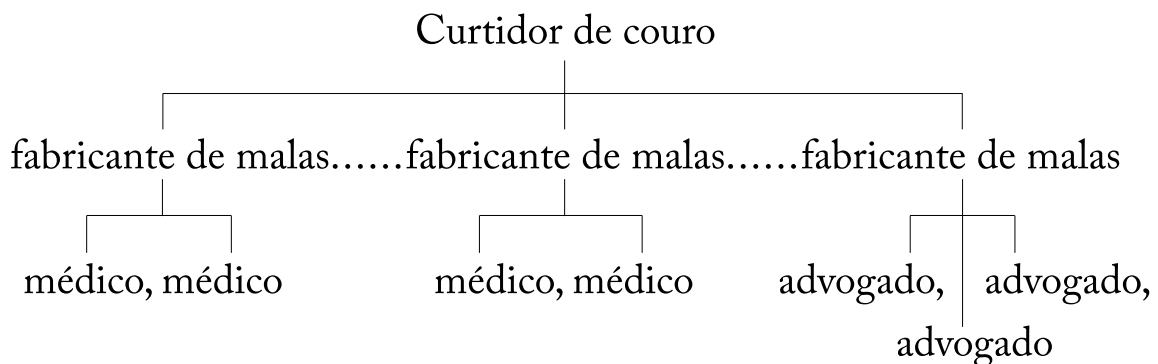 Curtidor de couro
fabricante de malas......fabricante de malas......fabricante de malas
médico, médico médico, médico advogado, advogado,
advogado